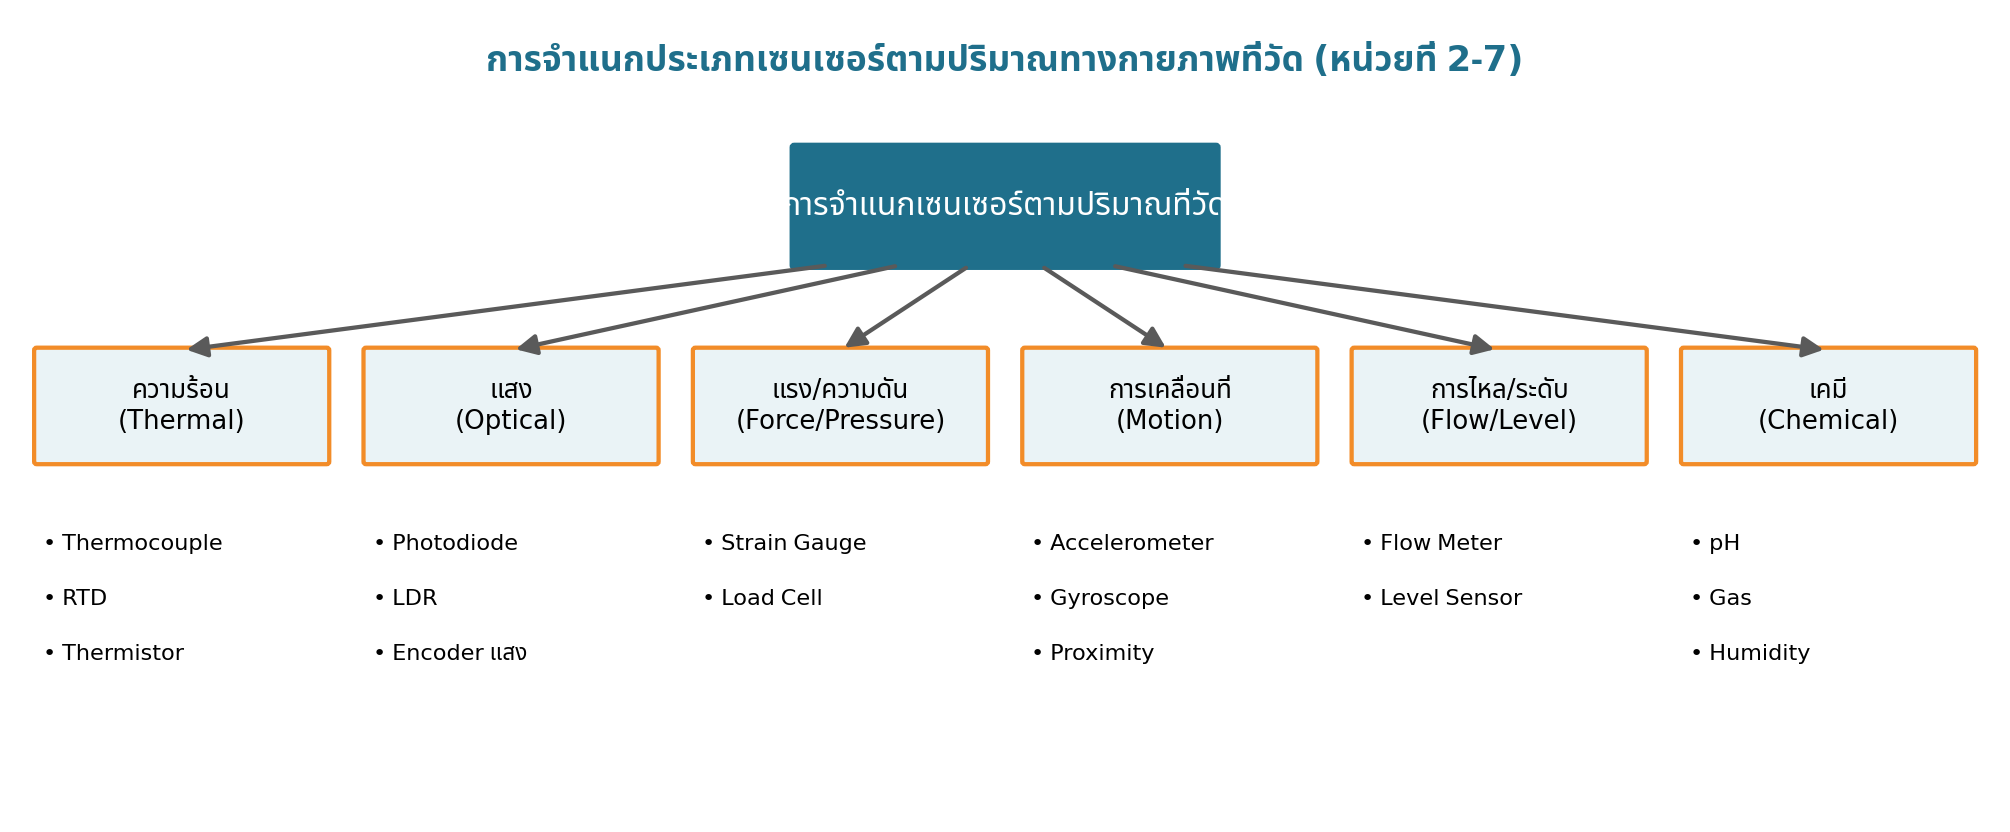 การจำแนกประเภทเซนเซอร์ตามปริมาณทางกายภาพที่วัด (หน่วยที่ 2-7)
การจำแนกเซนเซอร์ตามปริมาณที่วัด
ความร้อน
(Thermal)
แสง
(Optical)
แรง/ความดัน
(Force/Pressure)
การเคลื่อนที่
(Motion)
การไหล/ระดับ
(Flow/Level)
เคมี
(Chemical)
• Thermocouple
• RTD
• Thermistor
• Photodiode
• LDR
• Encoder แสง
• Strain Gauge
• Load Cell
• Accelerometer
• Gyroscope
• Proximity
• Flow Meter
• Level Sensor
• pH
• Gas
• Humidity